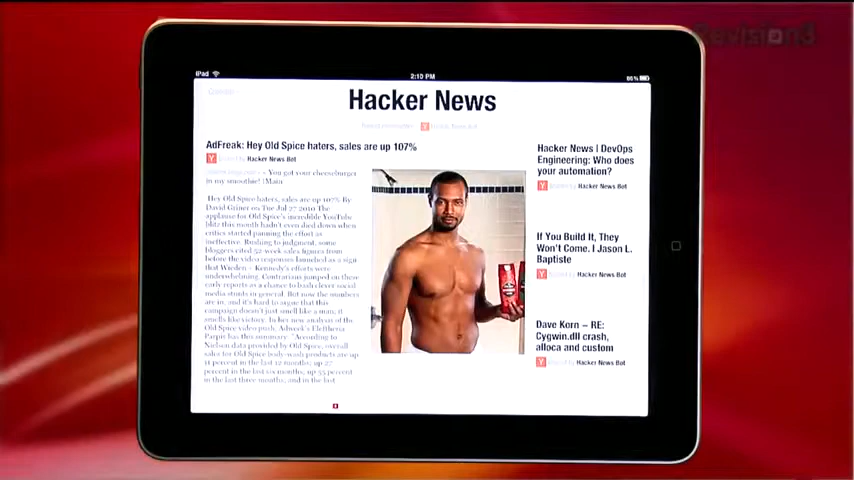 Revision3
iPad
2:10 PM
86%
Hacker News
AdFreak: Hey Old Spice haters, sales are up 107%
Hacker News Bot
« You got your cheeseburger
in my smoothie! | Main
Hey Old Spice haters, sales are up 107% By
David Griner on Tue Jul 27 2010 The
applause for Old Spice's incredible YouTube
blitz this month hadn't even died down when
critics started panning the effort as
ineffective. Rushing to judgment, some
bloggers cited 52-week sales figures from
before the video responses launched as a sign
that Wieden + Kennedy's efforts were
underwhelming. Contrarians jumped on these
early reports as a chance to bash clever social
media stunts in general. But now the numbers
are in, and it's hard to argue that this
campaign doesn't just smell like a man, it
smells like victory. In her new analysis of the
Old Spice video push, Adweek's Eleftheria
Parpis has this summary: "According to
Nielsen data provided by Old Spice, overall
sales for Old Spice body-wash products are up
11 percent in the last 12 months; up 27
percent in the last six months; up 55 percent
in the last three months; and in the last
Hacker News | DevOps
Engineering: Who does
your automation?
Hacker News Bot
If You Build It, They
Won't Come. | Jason L.
Baptiste
Hacker News Bot
Dave Korn – RE:
Cygwin.dll crash,
alloca and custom
Hacker News Bot